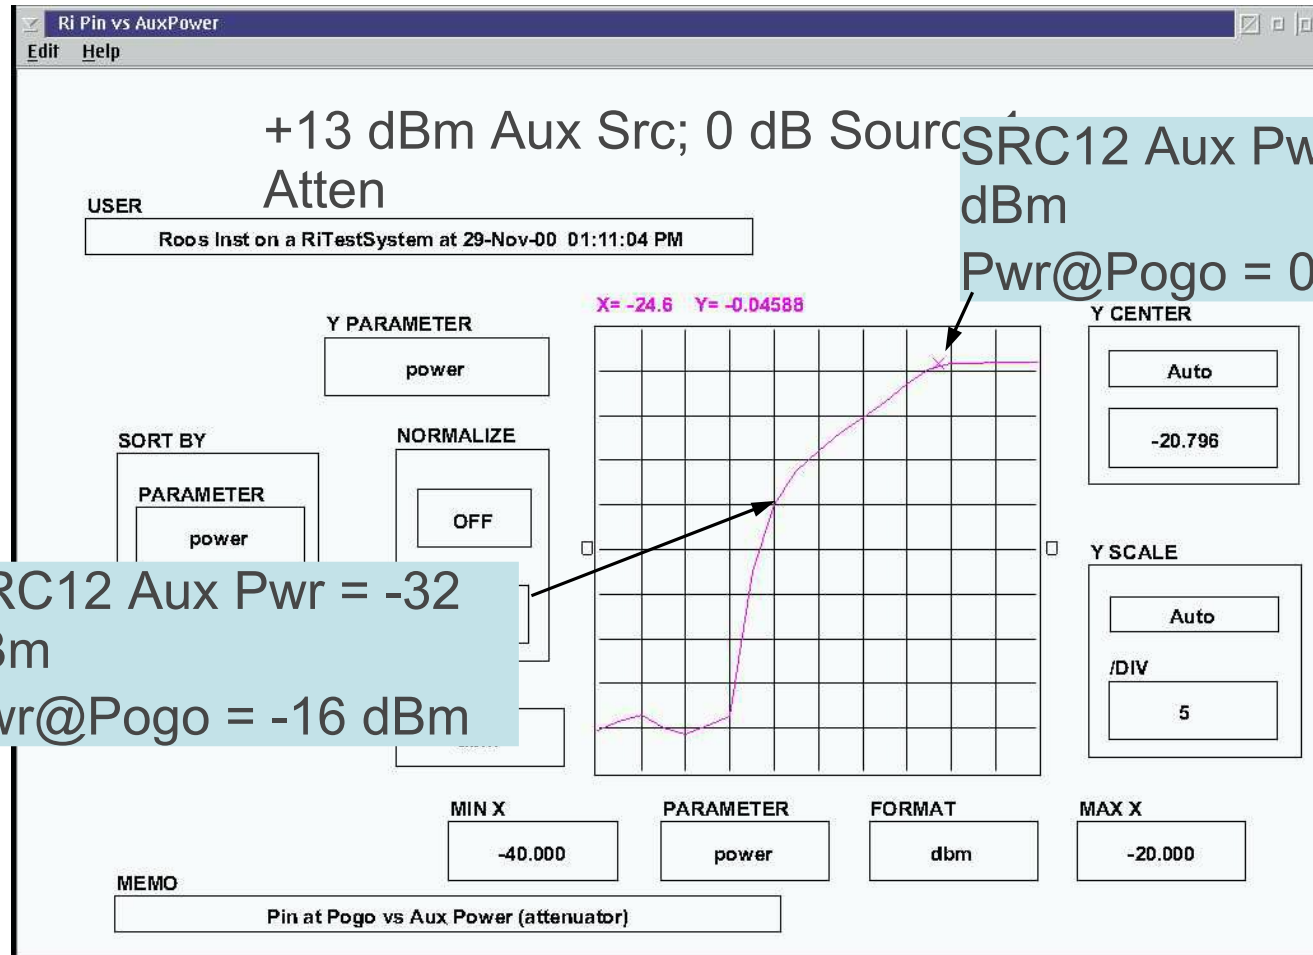 Ri Pin vs AuxPower
Edit Help
+13 dBm Aux Src; 0 dB
Atten
SRC12 Aux
dBm
Pwr@Pogo = 0
USER
Roos Inst on a RiTestSystem at 29-Nov-00 01:11:04 PM
X= -24.6 Y= -0.04588
Y PARAMETER
power
Y CENTER
Auto
-20.796
SORT BY
PARAMETER
power
NORMALIZE
OFF
Y SCALE
Auto
/DIV
5
RC12 Aux Pwr = -32
Bm
wr@Pogo = -16 dBm
MIN X
-40.000
PARAMETER
power
FORMAT
dbm
MAX X
-20.000
MEMO
Pin at Pogo vs Aux Power (attenuator)